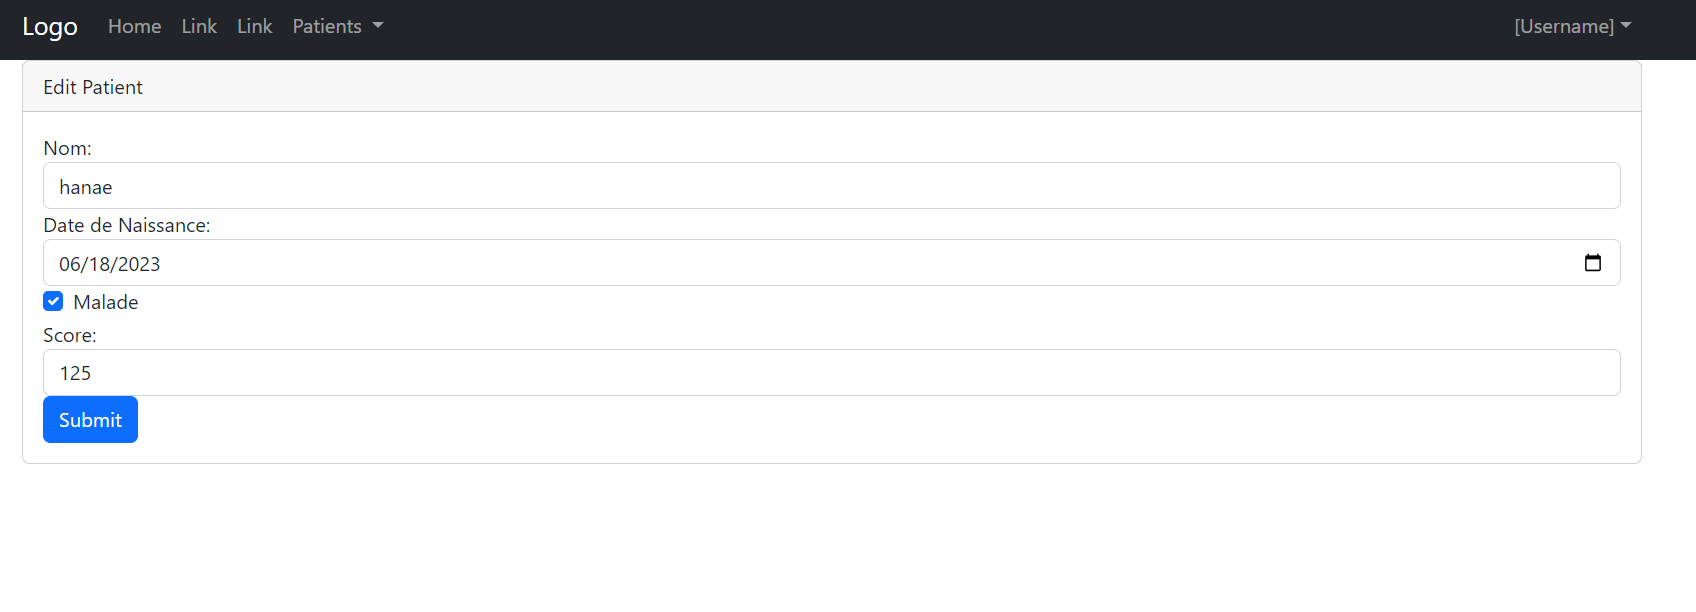 Logo Home Link Link Patients [Username]
Edit Patient
Nom:
hanae
Date de Naissance:
06/18/2023
Malade
Score:
125
Submit